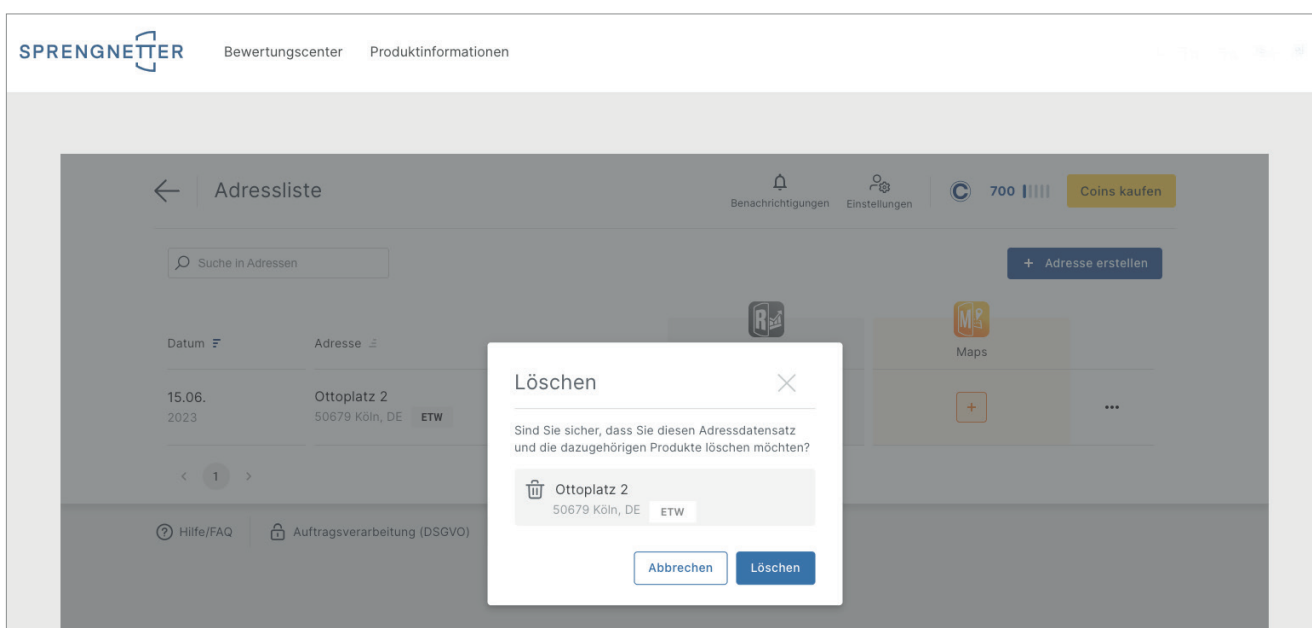 SPRENGNETTER Bewertungscenter Produktinformationen
Adressliste
Benachrichtigungen Einstellungen
C 700 Coins kaufen
Suche in Adressen
+ Adresse erstellen
R M
Datum Adresse Maps
15.06. Ottoplatz 2
2023 50679 Köln, DE ETW
+ ...
< 1 >
Hilfe/FAQ Auftragsverarbeitung (DSGVO)
Löschen
Sind Sie sicher, dass Sie diesen Adressdatensatz
und die dazugehörigen Produkte löschen möchten?
Ottoplatz 2
50679 Köln, DE ETW
Abbrechen Löschen